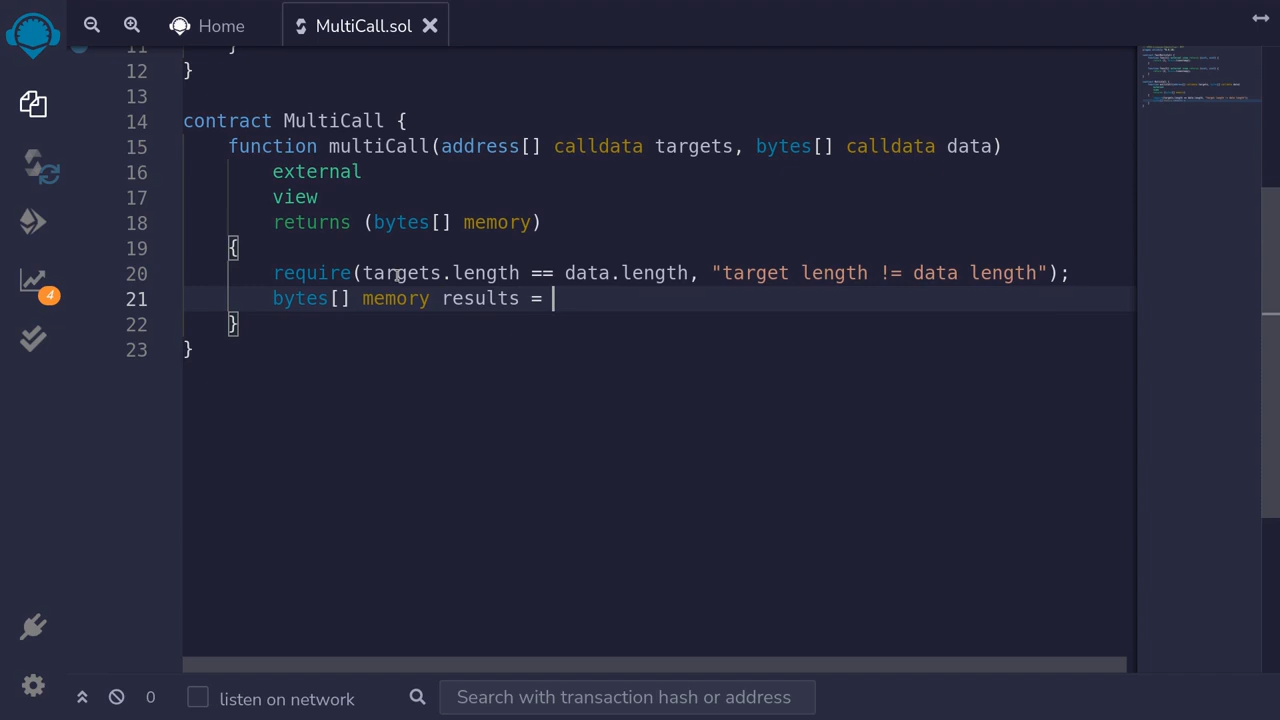 Home
MultiCall.sol
11 }
12 }
13
14 contract MultiCall {
15 function multiCall(address[] calldata targets, bytes[] calldata data)
16 external
17 view
18 returns (bytes[] memory)
19 {
20 require(targets.length == data.length, "target length != data length");
21 bytes[] memory results =
22 }
23 }
4
0
listen on network
Search with transaction hash or address